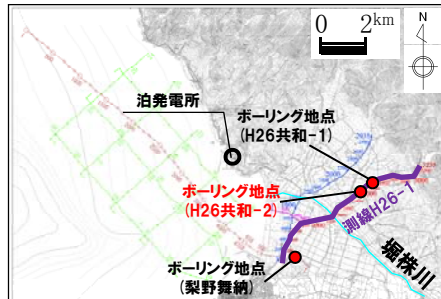 0 2km
N
泊発電所
ボーリング地点
(H26共和-1)
ボーリング地点
(H26共和-2)
測線H26-1
堀株川
ボーリング地点
(梨野舞納)